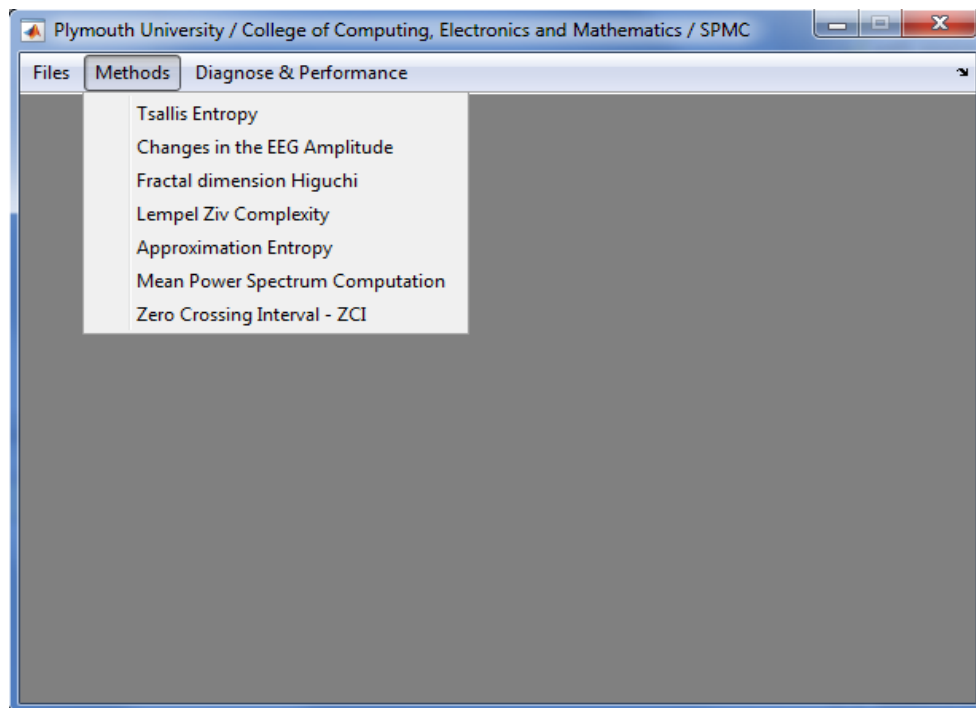 Plymouth University / College of Computing, Electronics and Mathematics / SPMC
Files Methods Diagnose & Performance
Tsallis Entropy
Changes in the EEG Amplitude
Fractal dimension Higuchi
Lempel Ziv Complexity
Approximation Entropy
Mean Power Spectrum Computation
Zero Crossing Interval - ZCI